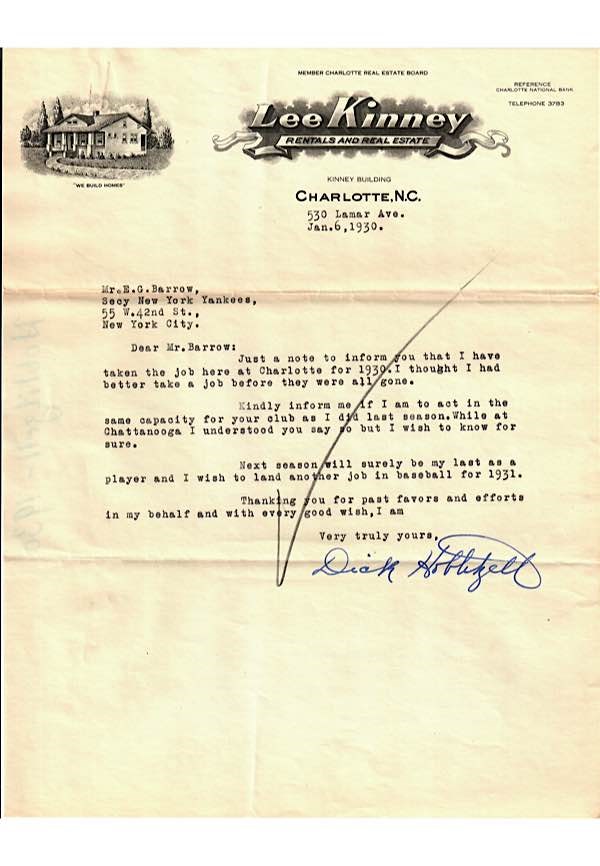 MEMBER CHARLOTTE REAL ESTATE BOARD
REFERENCE
CHARLOTTE NATIONAL BANK
TELEPHONE 3783
Lee Kinney
RENTALS AND REAL ESTATE
"WE BUILD HOMES"
KINNEY BUILDING
CHARLOTTE, N.C.
530 Lamar Ave.
Jan.6,1930.
Mr.E.G.Barrow,
Secy New York Yankees,
55 W.42nd St.,
New York City.
Dear Mr.Barrow:
Just a note to inform you that I have
taken the job here at Charlotte for 1930.I thought I had
better take a job before they were all gone.
Kindly inform me if I am to act in the
same capacity for your club as I did last season.While at
Chattanooga I understood you say so but I wish to know for
sure.
Next season will surely be my last as a
player and I wish to land another job in baseball for 1931.
Thanking you for past favors and efforts
in my behalf and with every good wish,I am
Very truly yours,
Dick Hoblitzell